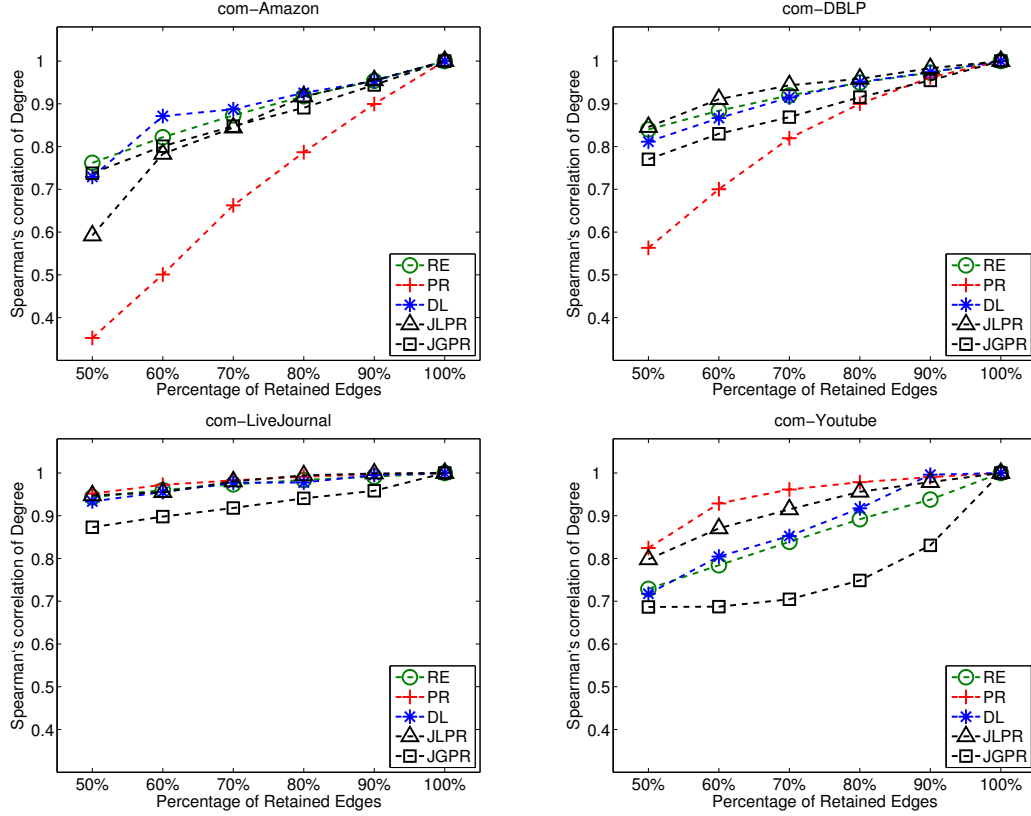 com−Amazon
1
0.9
0.8
0.7
0.6
0.5
0.4
Spearman's correlation of Degree
RE
PR
DL
JLPR
JGPR
50% 60% 70% 80% 90% 100%
Percentage of Retained Edges
com−DBLP
1
0.9
0.8
0.7
0.6
0.5
0.4
Spearman's correlation of Degree
RE
PR
DL
JLPR
JGPR
50% 60% 70% 80% 90% 100%
Percentage of Retained Edges
com−LiveJournal
1
0.9
0.8
0.7
0.6
0.5
0.4
Spearman's correlation of Degree
RE
PR
DL
JLPR
JGPR
50% 60% 70% 80% 90% 100%
Percentage of Retained Edges
com−Youtube
1
0.9
0.8
0.7
0.6
0.5
0.4
Spearman's correlation of Degree
RE
PR
DL
JLPR
JGPR
50% 60% 70% 80% 90% 100%
Percentage of Retained Edges